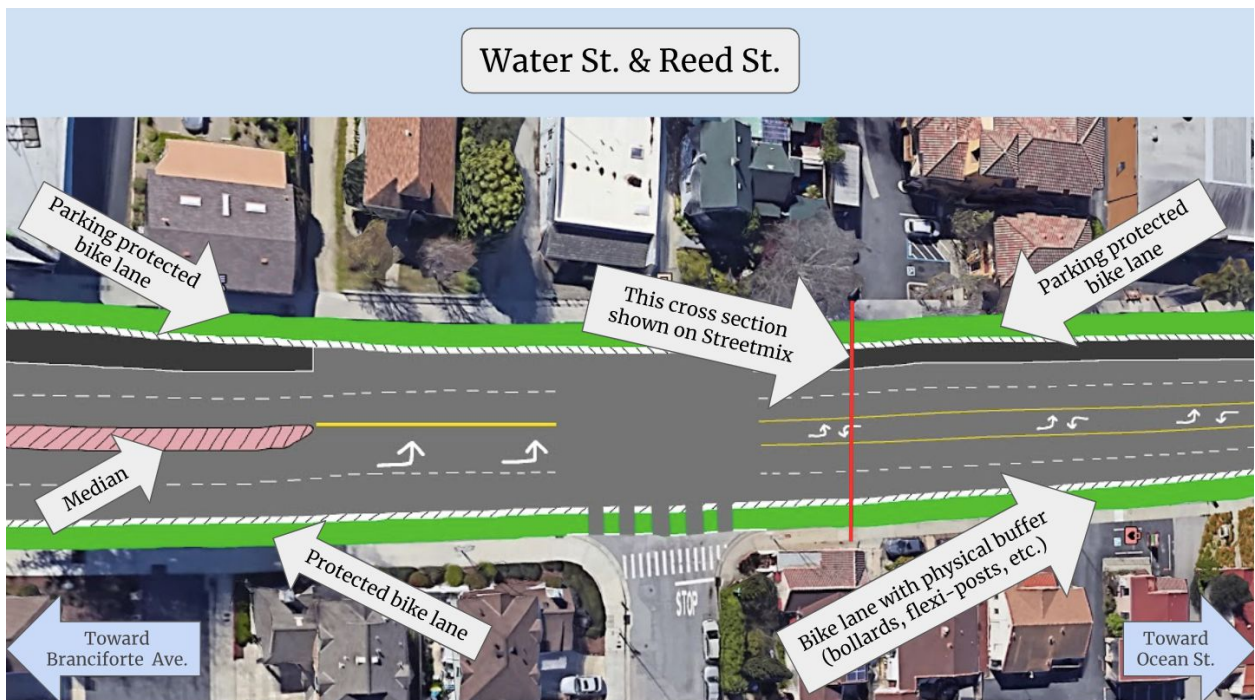 Water St. & Reed St.
Parking protected
bike lane
This cross section
shown on Streetmix
Parking protected
bike lane
Median
Protected bike lane
Bike lane with physical buffer
(bollards, flexi-posts, etc.)
STOP
Toward
Branciforte Ave.
Toward
Ocean St.